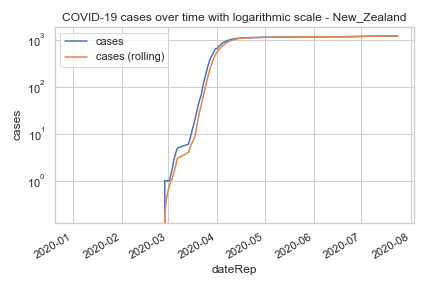 COVID-19 cases over time with logarithmic scale - New_Zealand
10³
10²
10¹
10⁰
cases
cases
cases (rolling)
2020-01
2020-02
2020-03
2020-04
2020-05
2020-06
2020-07
2020-08
dateRep